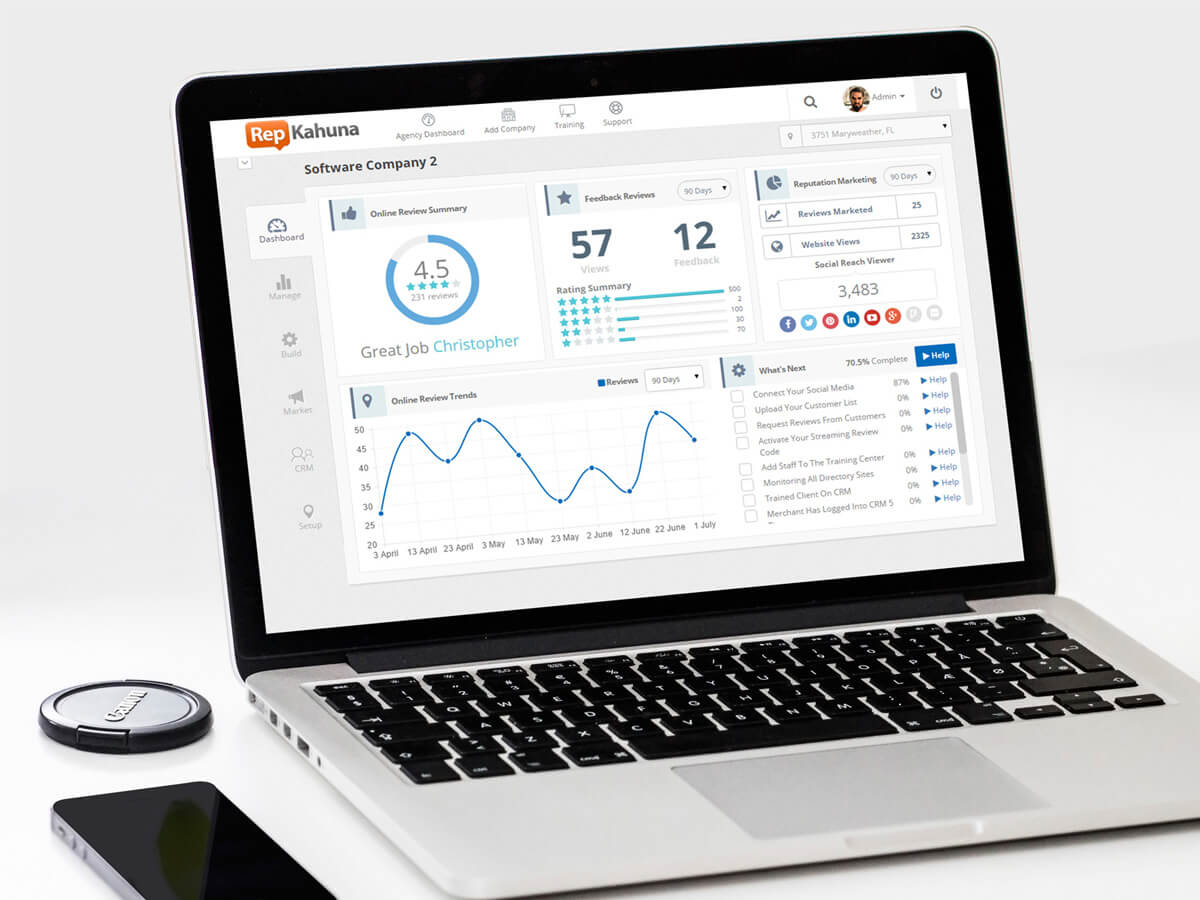 RepKahuna
Agency Dashboard
Add Company
Training
Support
Admin
Software Company 2
3751 Maryweather, FL
Dashboard
Manage
Build
Market
CRM
Setup
Online Review Summary
4.5
231 reviews
Great Job Christopher
Feedback Reviews
90 Days
57
Views
12
Feedback
Rating Summary
500
2
100
30
70
Reputation Marketing
90 Days
Reviews Marketed 25
Website Views 2325
Social Reach Viewer
3,483
Online Review Trends
Reviews
90 Days
50
45
40
35
30
25
20
3 April 13 April 23 April 3 May 13 May 23 May 2 June 12 June 22 June 1 July
What's Next
70.5% Complete
Help
Connect Your Social Media 87% Help
Upload Your Customer List 0% Help
Request Reviews From Customers 0% Help
Activate Your Streaming Review 0% Help
Code
Add Staff To The Training Center 0% Help
Monitoring All Directory Sites 0% Help
Trained Client On CRM 0% Help
Merchant Has Logged Into CRM 5 0% Help
Canon